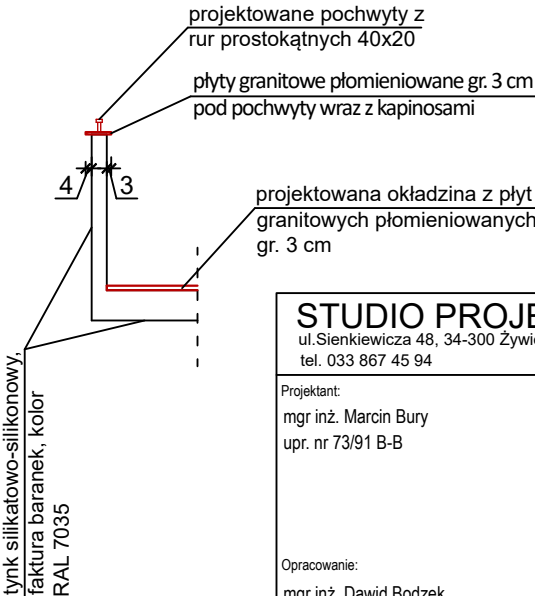 projektowane pochwyty z
rur prostokątnych 40x20
płyty granitowe płomieniowane gr. 3 cm
pod pochwyty wraz z kapinosami
4 3
projektowana okładzina z płyt
granitowych płomieniowanych
gr. 3 cm
tynk silikatowo-silikonowy,
faktura baranek, kolor
RAL 7035
STUDIO PROJE
ul.Sienkiewicza 48, 34-300 Żywie
tel. 033 867 45 94
Projektant:
mgr inż. Marcin Bury
upr. nr 73/91 B-B
Opracowanie:
mgr inż. Dawid Bodzek